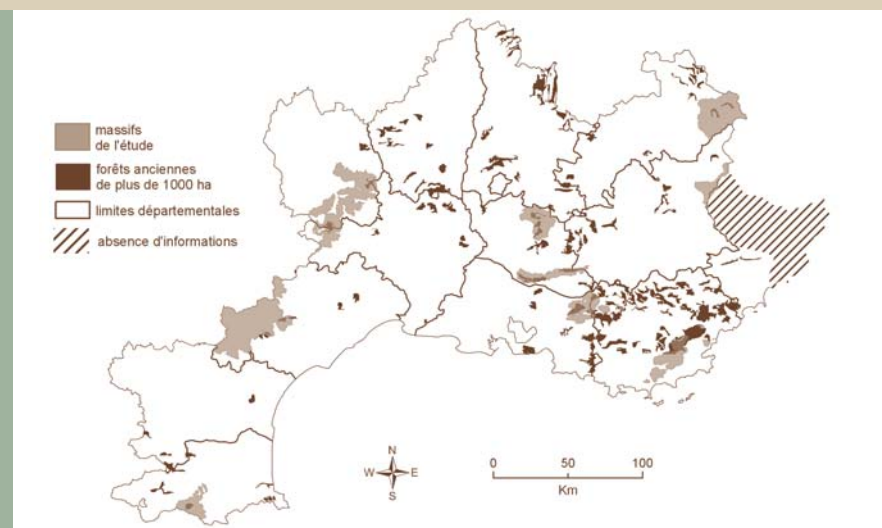 massifs
de l'étude
forêts anciennes
de plus de 1000 ha
limites départementales
absence d'informations
N
W E
S
0 50 100
Km